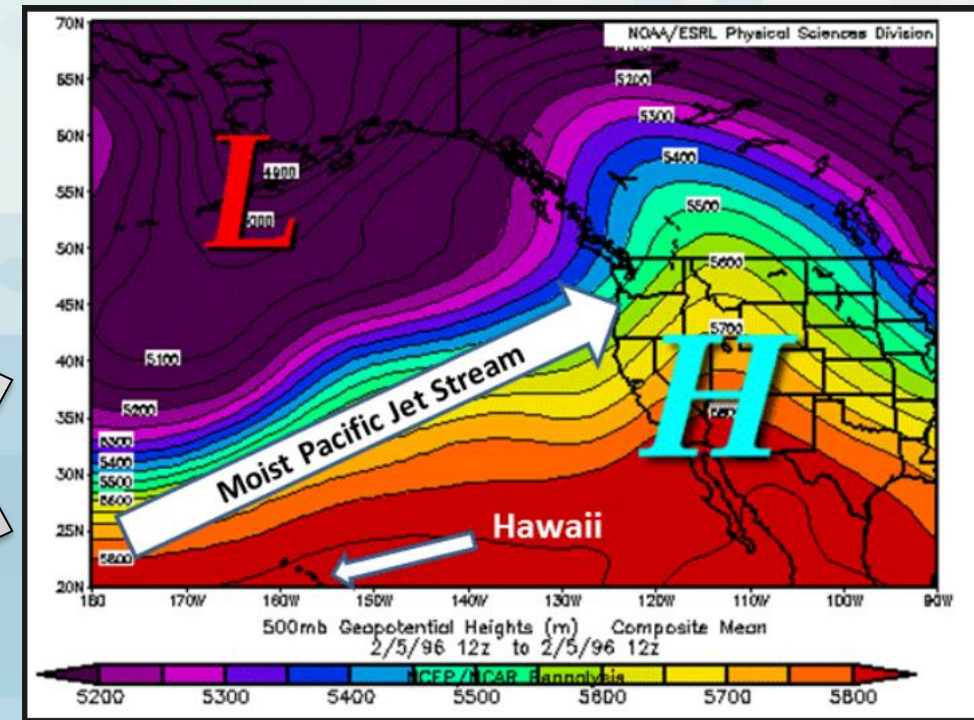 70N
NOAA/ESRL Physical Sciences Division
65N
5200
5300
60N
5400
4900
55N
L
5500
50N
5600
45N
5700
H
40N
5100
Moist Pacific Jet Stream
35N
5200
5300
5400
30N
5500
5600
25N
Hawaii
5800
20N
180 170W 160W 150W 140W 130W 120W 110W 100W 90W
500mb Geopotential Heights (m) Composite Mean
2/5/96 12z to 2/5/96 12z
NCEP/NCAR Reanalysis
5200 5300 5400 5500 5600 5700 5800